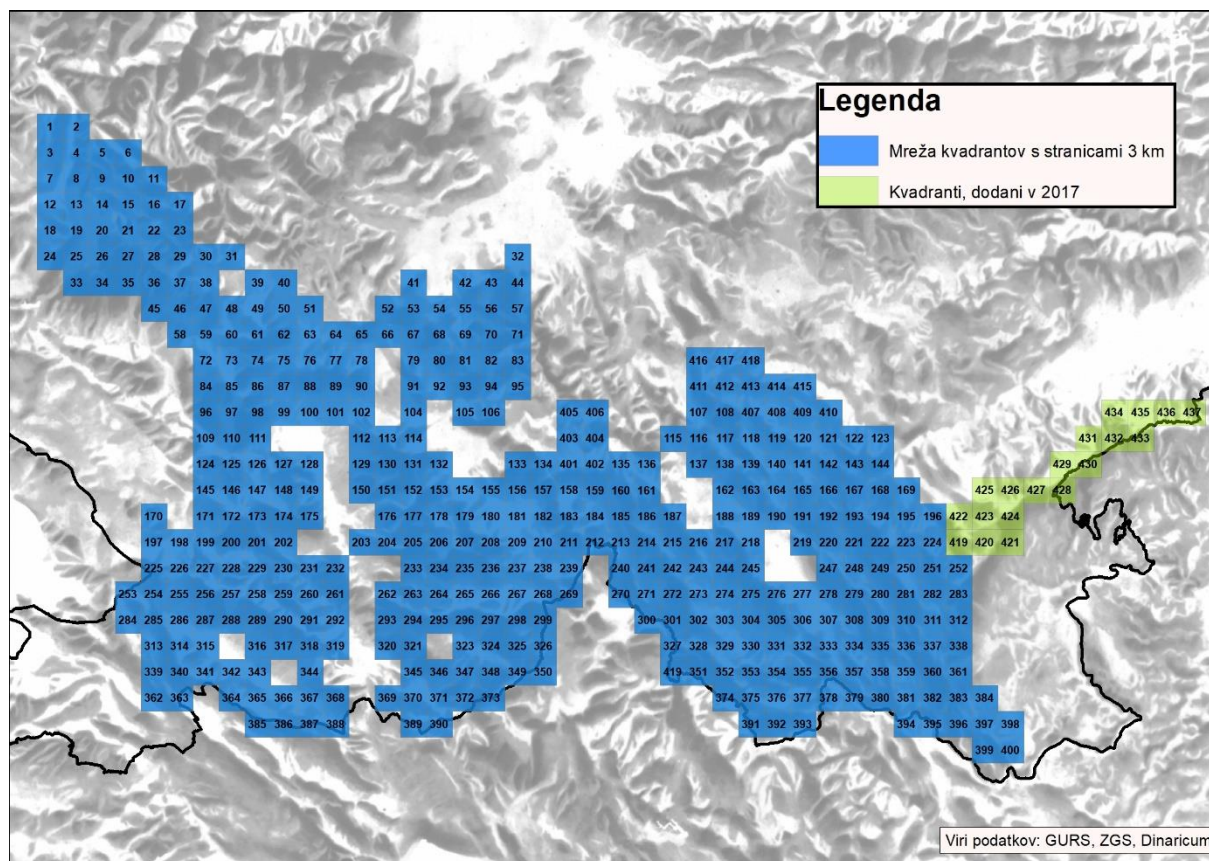 Legenda
Mreža kvadrantov s stranicami 3 km
Kvadranti, dodani v 2017
1 2
3 4 5 6
7 8 9 10 11
12 13 14 15 16 17
18 19 20 21 22 23
24 25 26 27 28 29 30 31 32
33 34 35 36 37 38 39 40 41 42 43 44
45 46 47 48 49 50 51 52 53 54 55 56 57
58 59 60 61 62 63 64 65 66 67 68 69 70 71
72 73 74 75 76 77 78 79 80 81 82 83 416 417 418
84 85 86 87 88 89 90 91 92 93 94 95 411 412 413 414 415
96 97 98 99 100 101 102 104 105 106 405 406 107 108 407 408 409 410 434 435 436 437
109 110 111 112 113 114 403 404 115 116 117 118 119 120 121 122 123 431 432 433
124 125 126 127 128 129 130 131 132 133 134 401 402 135 136 137 138 139 140 141 142 143 144 429 430
145 146 147 148 149 150 151 152 153 154 155 156 157 158 159 160 161 162 163 164 165 166 167 168 169 425 426 427 428
170 171 172 173 174 175 176 177 178 179 180 181 182 183 184 185 186 187 188 189 190 191 192 193 194 195 196 422 423 424
197 198 199 200 201 202 203 204 205 206 207 208 209 210 211 212 213 214 215 216 217 218 219 220 221 222 223 224 419 420 421
225 226 227 228 229 230 231 232 233 234 235 236 237 238 239 240 241 242 243 244 245 247 248 249 250 251 252
253 254 255 256 257 258 259 260 261 262 263 264 265 266 267 268 269 270 271 272 273 274 275 276 277 278 279 280 281 282 283
284 285 286 287 288 289 290 291 292 293 294 295 296 297 298 299 300 301 302 303 304 305 306 307 308 309 310 311 312
313 314 315 316 317 318 319 320 321 323 324 325 326 327 328 329 330 331 332 333 334 335 336 337 338
339 340 341 342 343 344 345 346 347 348 349 350 419 351 352 353 354 355 356 357 358 359 360 361
362 363 364 365 366 367 368 369 370 371 372 373 374 375 376 377 378 379 380 381 382 383 384
385 386 387 388 389 390 391 392 393 394 395 396 397 398
399 400
Viri podatkov: GURS, ZGS, Dinaricum